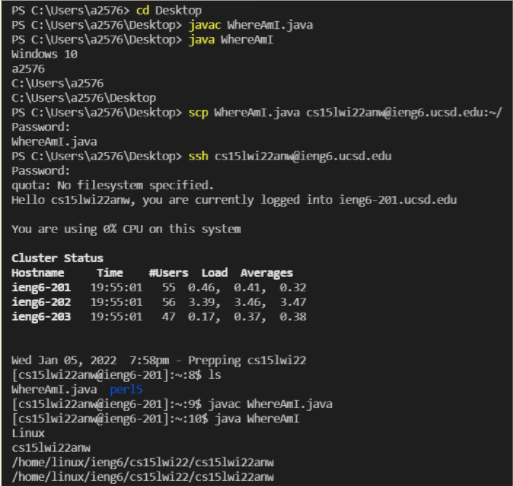 PS C:\Users\a2576> cd Desktop
PS C:\Users\a2576\Desktop> javac WhereAmI.java
PS C:\Users\a2576\Desktop> java WhereAmI
Windows 10
a2576
C:\Users\a2576
C:\Users\a2576\Desktop
PS C:\Users\a2576\Desktop> scp WhereAmI.java cs15lwi22anw@ieng6.ucsd.edu:~/
Password:
WhereAmI.java
PS C:\Users\a2576\Desktop> ssh cs15lwi22anw@ieng6.ucsd.edu
Password:
quota: No filesystem specified.
Hello cs15lwi22anw, you are currently logged into ieng6-201.ucsd.edu
You are using 0% CPU on this system
Cluster Status
Hostname Time #Users Load Averages
ieng6-201 19:55:01 55 0.46, 0.41, 0.32
ieng6-202 19:55:01 56 3.39, 3.46, 3.47
ieng6-203 19:55:01 47 0.17, 0.37, 0.38
Wed Jan 05, 2022 7:58pm - Prepping cs15lwi22
[cs15lwi22anw@ieng6-201]:~:8$ ls
WhereAmI.java perl5
[cs15lwi22anw@ieng6-201]:~:9$ javac WhereAmI.java
[cs15lwi22anw@ieng6-201]:~:10$ java WhereAmI
Linux
cs15lwi22anw
/home/linux/ieng6/cs15lwi22/cs15lwi22anw
/home/linux/ieng6/cs15lwi22/cs15lwi22anw